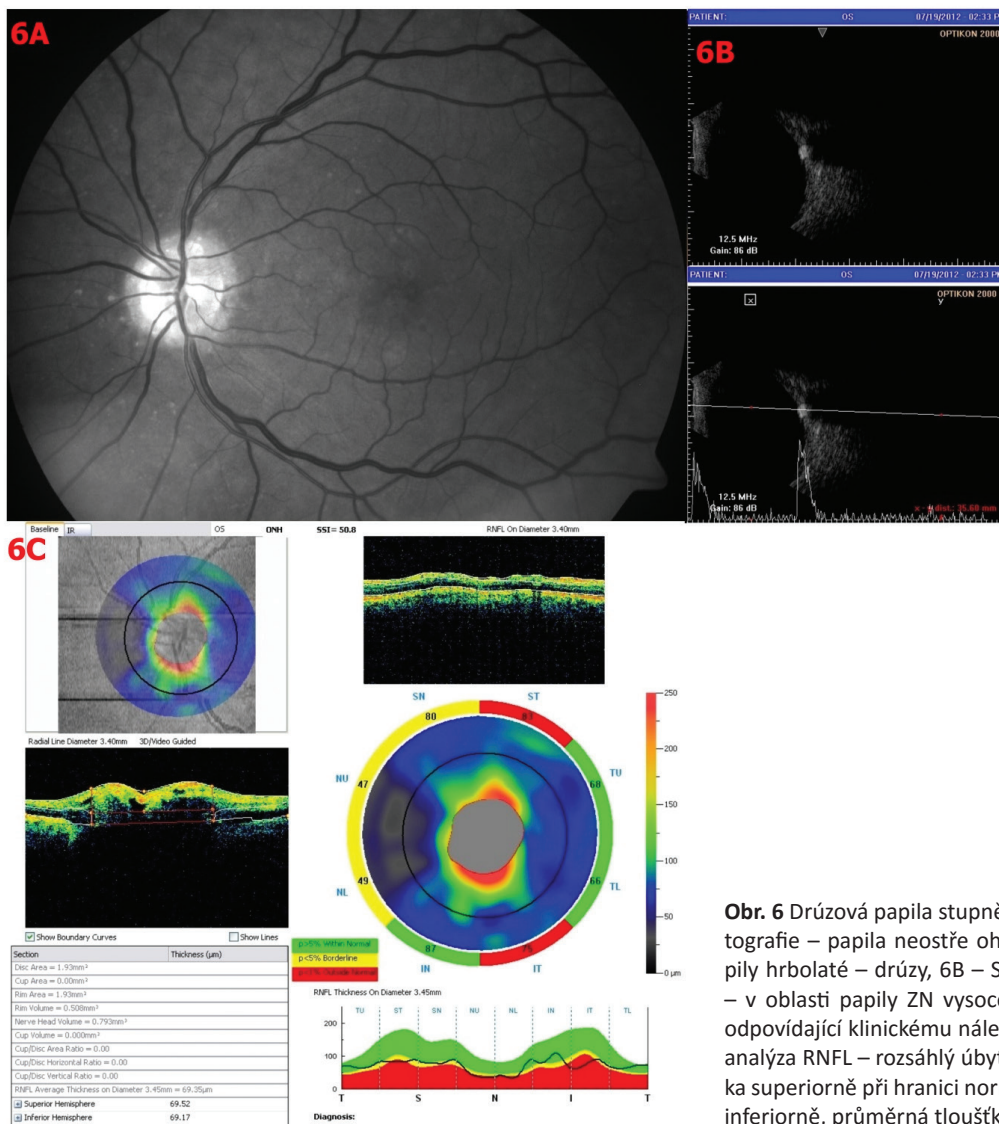 6A
PATIENT: OS 07/19/2012 - 02:33 PM
6B
OPTIKON 2000
12.5 MHz
Gain: 86 dB
PATIENT: OS
OPTIKON 2000
x
y
12.5 MHz
Gain: 86 dB
6C
Baseline IR OS ONH SSI= 50.8 RNFL On Diameter 3.40mm
Radial Line Diameter 3.40mm 3D/Video Guided
SN ST
80
NU 47 68 TU
NL 49 66 TL
87
IN IT
250
200
150
100
50
0 µm
Show Boundary Curves Show Lines
p>5% Within Normal
p<5% Borderline
Section Thickness (µm)
Disc Area = 1.93mm²
Cup Area = 0.00mm²
Rim Area = 1.93mm²
Rim Volume = 0.508mm³
Nerve Head Volume = 0.793mm³
Cup Volume = 0.000mm³
Cup/Disc Area Ratio = 0.00
Cup/Disc Horizontal Ratio = 0.00
Cup/Disc Vertical Ratio = 0.00
RNFL Average Thickness on Diameter 3.45mm = 69.35µm
Superior Hemisphere 69.52
Inferior Hemisphere 69.17
RNFL Thickness On Diameter 3.45mm
TU ST SN NU NL IN IT TL
200
100
0
T S N I T
Diagnosis:
Obr. 6 Drúzová papila stupně
tografie – papila neostře oh
pily hrbolaté – drúzy, 6B – S
– v oblasti papily ZN vysoce
odpovídající klinickému nále
analýza RNFL – rozsáhlý úbyt
ka superiorně při hranici nor
inferiorně, průměrná tloušťk